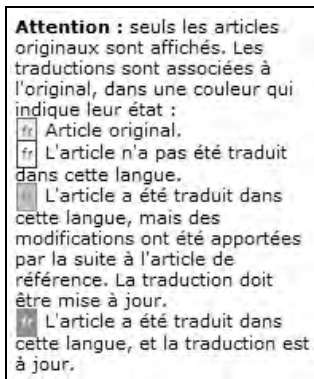 Attention : seuls les articles
originaux sont affichés. Les
traductions sont associées à
l'original, dans une couleur qui
indique leur état :
fr Article original.
fr L'article n'a pas été traduit
dans cette langue.
fr L'article a été traduit dans
cette langue, mais des
modifications ont été apportées
par la suite à l'article de
référence. La traduction doit
être mise à jour.
fr L'article a été traduit dans
cette langue, et la traduction est
à jour.